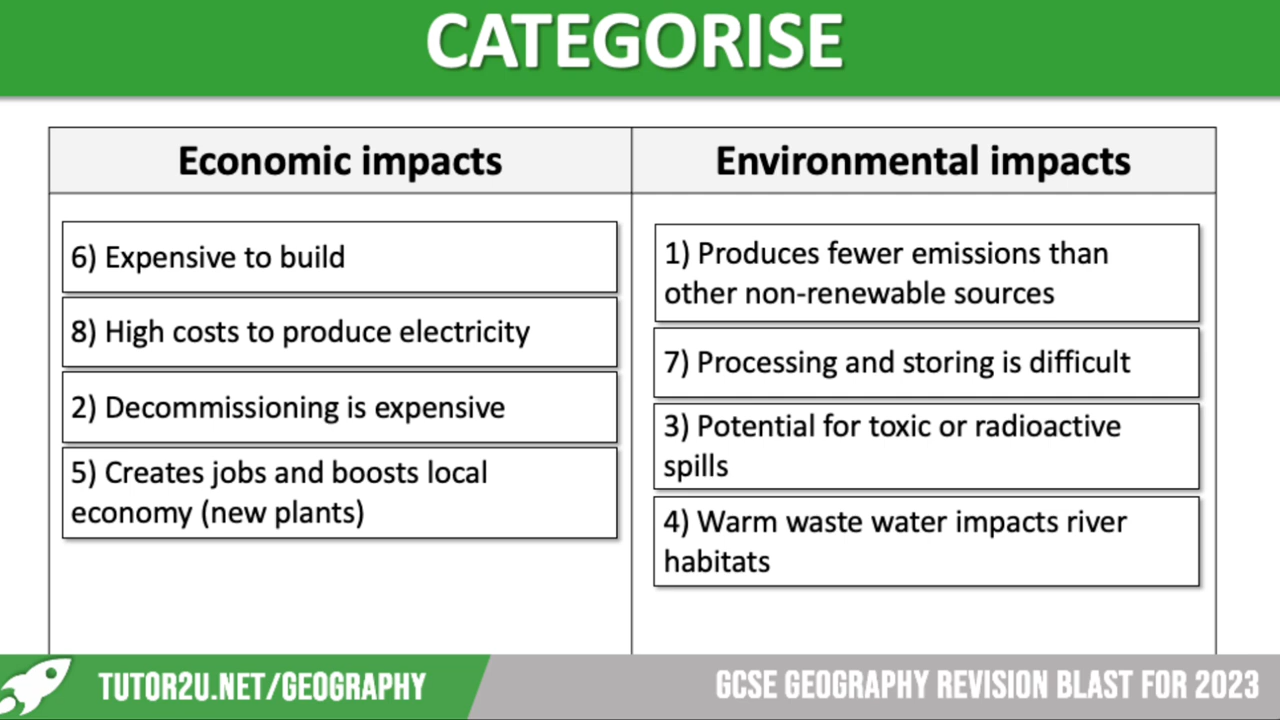 CATEGORISE
Economic impacts
Environmental impacts
6) Expensive to build
8) High costs to produce electricity
2) Decommissioning is expensive
5) Creates jobs and boosts local
economy (new plants)
1) Produces fewer emissions than
other non-renewable sources
7) Processing and storing is difficult
3) Potential for toxic or radioactive
spills
4) Warm waste water impacts river
habitats
TUTOR2U.NET/GEOGRAPHY
GCSE GEOGRAPHY REVISION BLAST FOR 2023